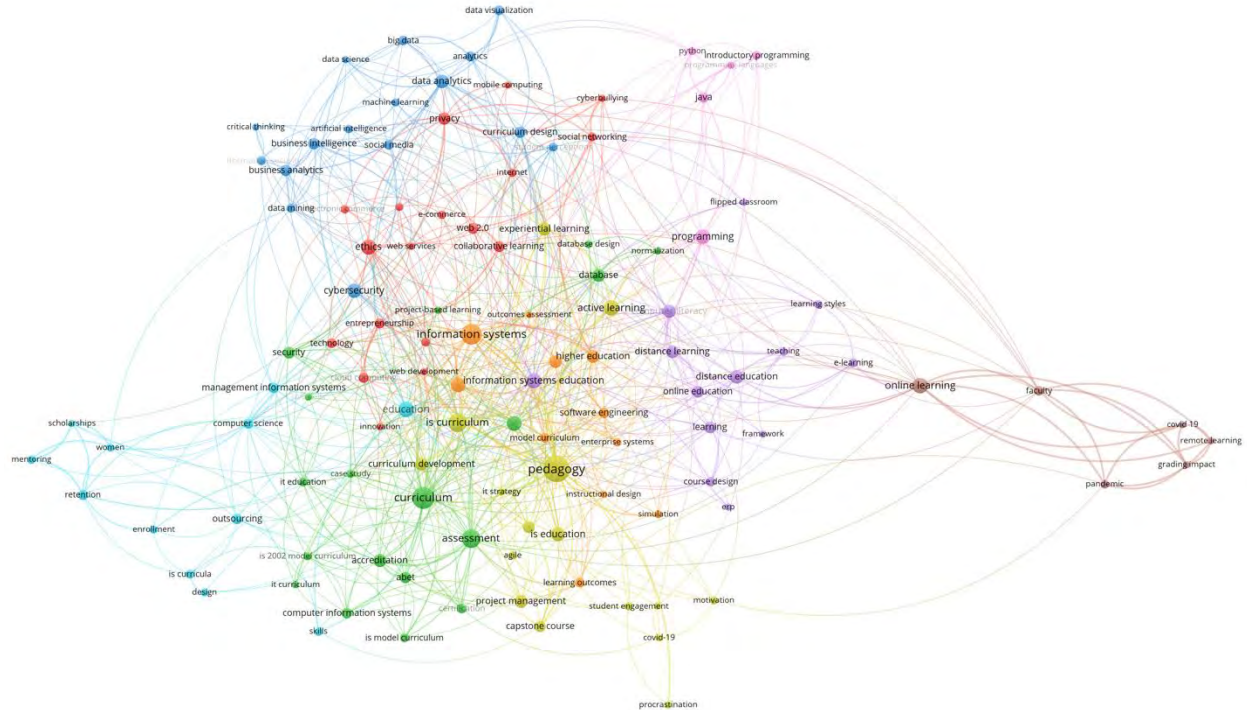 data visualization
big data
python
introductory programming
programming languages
data science
analytics
data analytics
mobile computing
machine learning
cyberbullying
java
privacy
critical thinking
artificial intelligence
curriculum design
social networking
business intelligence
social media
business analytics
internet
data mining
e-commerce
flipped classroom
web 2.0
experiential learning
programming
ethics
web services
collaborative learning
database design
normalization
database
cybersecurity
learning styles
project-based learning
outcomes assessment
active learning
entrepreneurship
information systems
technology
security
higher education
distance learning
teaching
e-learning
web development
cloud computing
management information systems
information systems education
distance education
online learning
faculty
online education
education
scholarships
computer science
is curriculum
software engineering
covid-19
innovation
model curriculum
enterprise systems
learning
framework
remote learning
women
mentoring
curriculum development
pedagogy
grading impact
case study
it education
course design
pandemic
retention
curriculum
it strategy
instructional design
erp
simulation
outsourcing
enrollment
assessment
is education
is 2002 model curriculum
accreditation
agile
is curricula
abet
it curriculum
learning outcomes
design
project management
student engagement
motivation
computer information systems
certification
capstone course
skills
is model curriculum
covid-19
procrastination